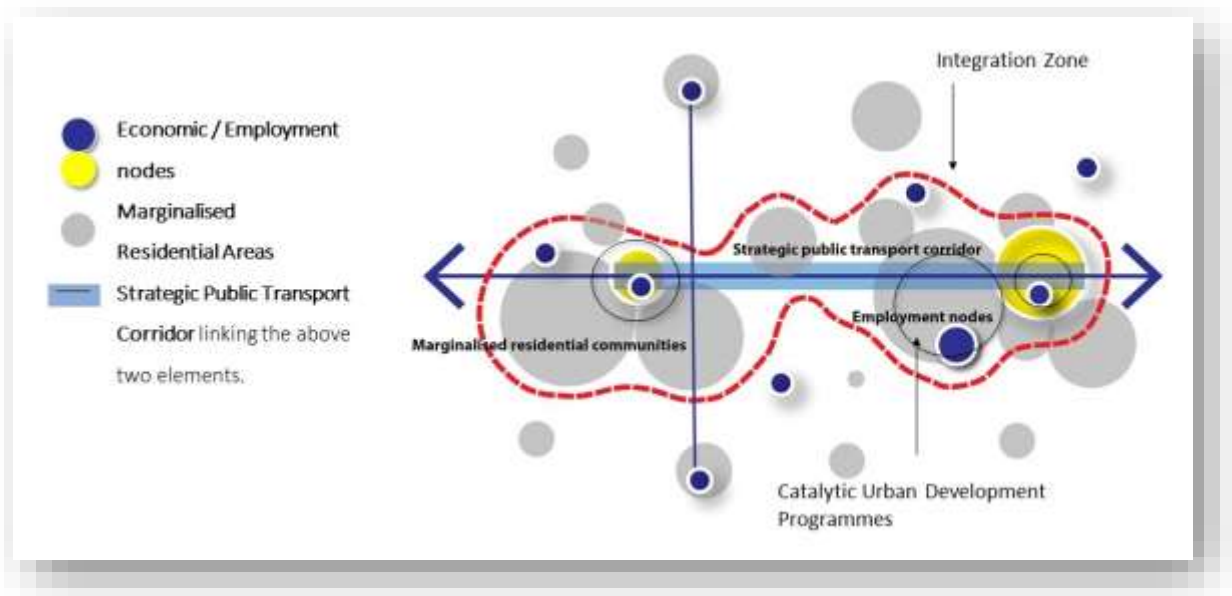 Economic / Employment
nodes
Marginalised
Residential Areas
Strategic Public Transport
Corridor linking the above
two elements.
Integration Zone
Strategic public transport corridor
Employment nodes
Marginalised residential communities
Catalytic Urban Development
Programmes